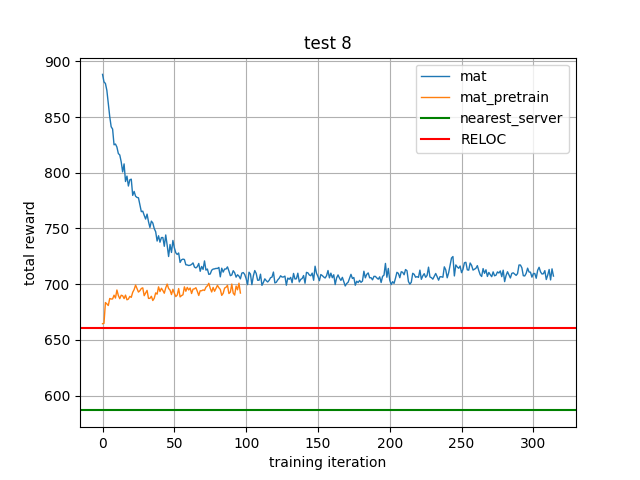 test 8
total reward
900
850
800
750
700
650
600
mat
mat_pretrain
nearest_server
RELOC
0
50
100
150
200
250
300
training iteration